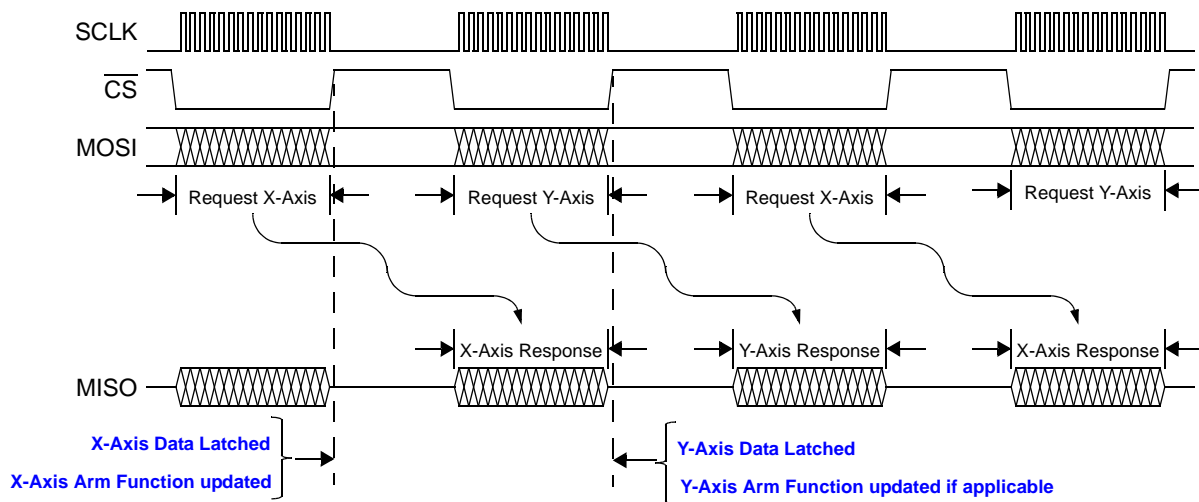 SCLK
CS
MOSI
Request X-Axis
Request Y-Axis
Request X-Axis
Request Y-Axis
X-Axis Response
Y-Axis Response
X-Axis Response
MISO
X-Axis Data Latched
X-Axis Arm Function updated
Y-Axis Data Latched
Y-Axis Arm Function updated if applicable